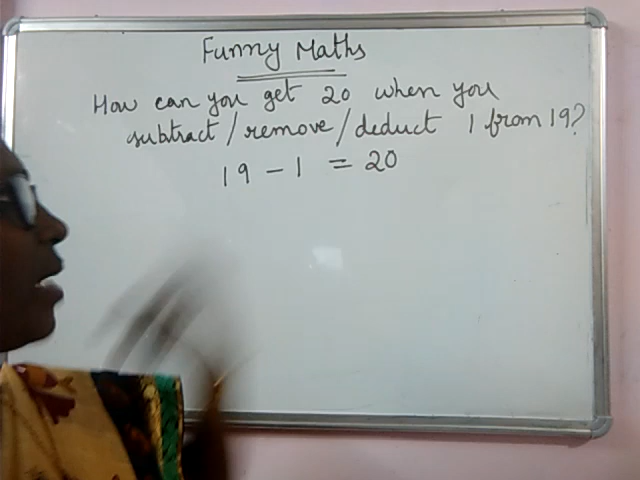 Funny Maths
How can you get 20 when you
subtract / remove / deduct 1 from 19?
19 - 1 = 20